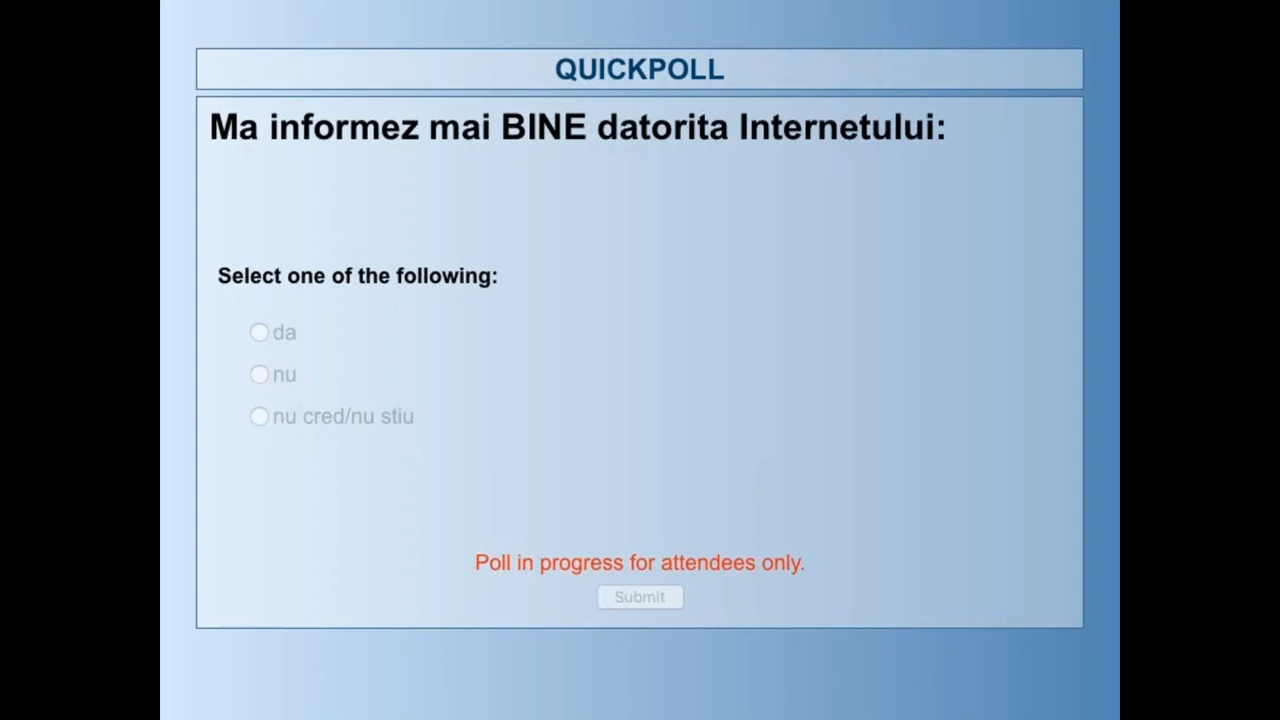 QUICKPOLL
Ma informez mai BINE datorita Internetului:
Select one of the following:
da
nu
nu cred/nu stiu
Poll in progress for attendees only.
Submit